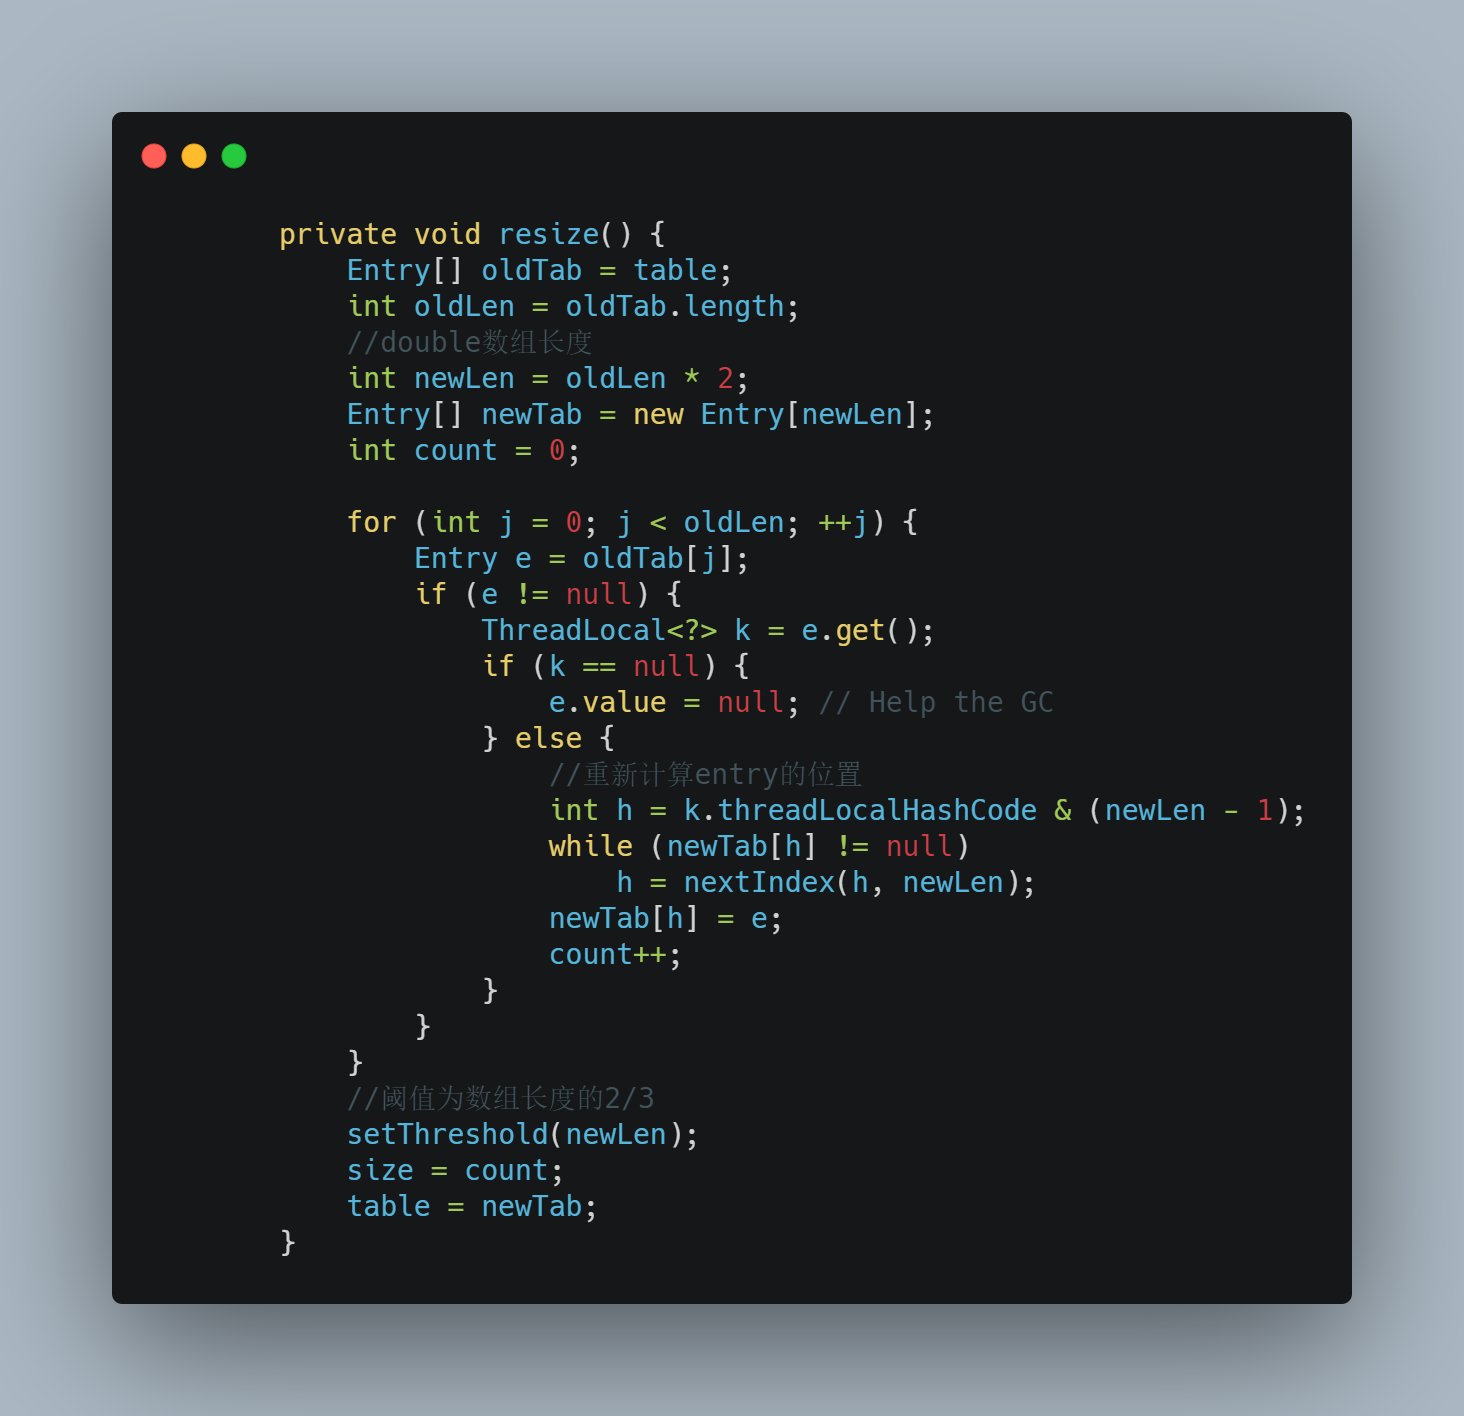 private void resize() {
    Entry[] oldTab = table;
    int oldLen = oldTab.length;
    //double数组长度
    int newLen = oldLen * 2;
    Entry[] newTab = new Entry[newLen];
    int count = 0;

    for (int j = 0; j < oldLen; ++j) {
        Entry e = oldTab[j];
        if (e != null) {
            ThreadLocal<?> k = e.get();
            if (k == null) {
                e.value = null; // Help the GC
            } else {
                //重新计算entry的位置
                int h = k.threadLocalHashCode & (newLen - 1);
                while (newTab[h] != null)
                    h = nextIndex(h, newLen);
                newTab[h] = e;
                count++;
            }
        }
    }
    //阈值为数组长度的2/3
    setThreshold(newLen);
    size = count;
    table = newTab;
}